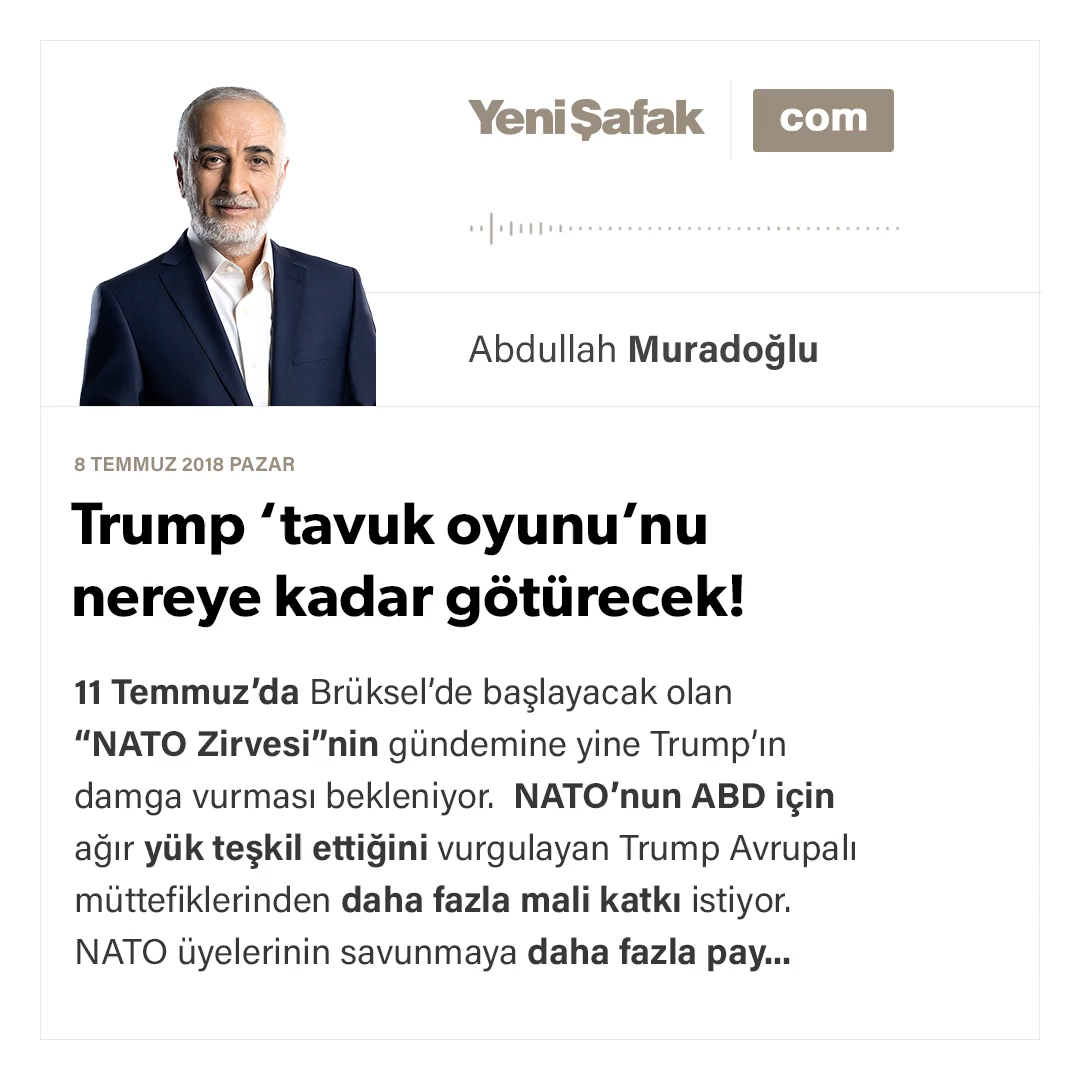 YeniŞafak
com
Abdullah Muradoğlu
8 TEMMUZ 2018 PAZAR
Trump ‘tavuk oyunu’nu
nereye kadar götürecek!
11 Temmuz’da Brüksel’de başlayacak olan
“NATO Zirvesi”nin gündemine yine Trump’ın
damga vurması bekleniyor.  NATO’nun ABD için
ağır yük teşkil ettiğini vurgulayan Trump Avrupalı
müttefiklerinden daha fazla mali katkı istiyor.
NATO üyelerinin savunmaya daha fazla pay...